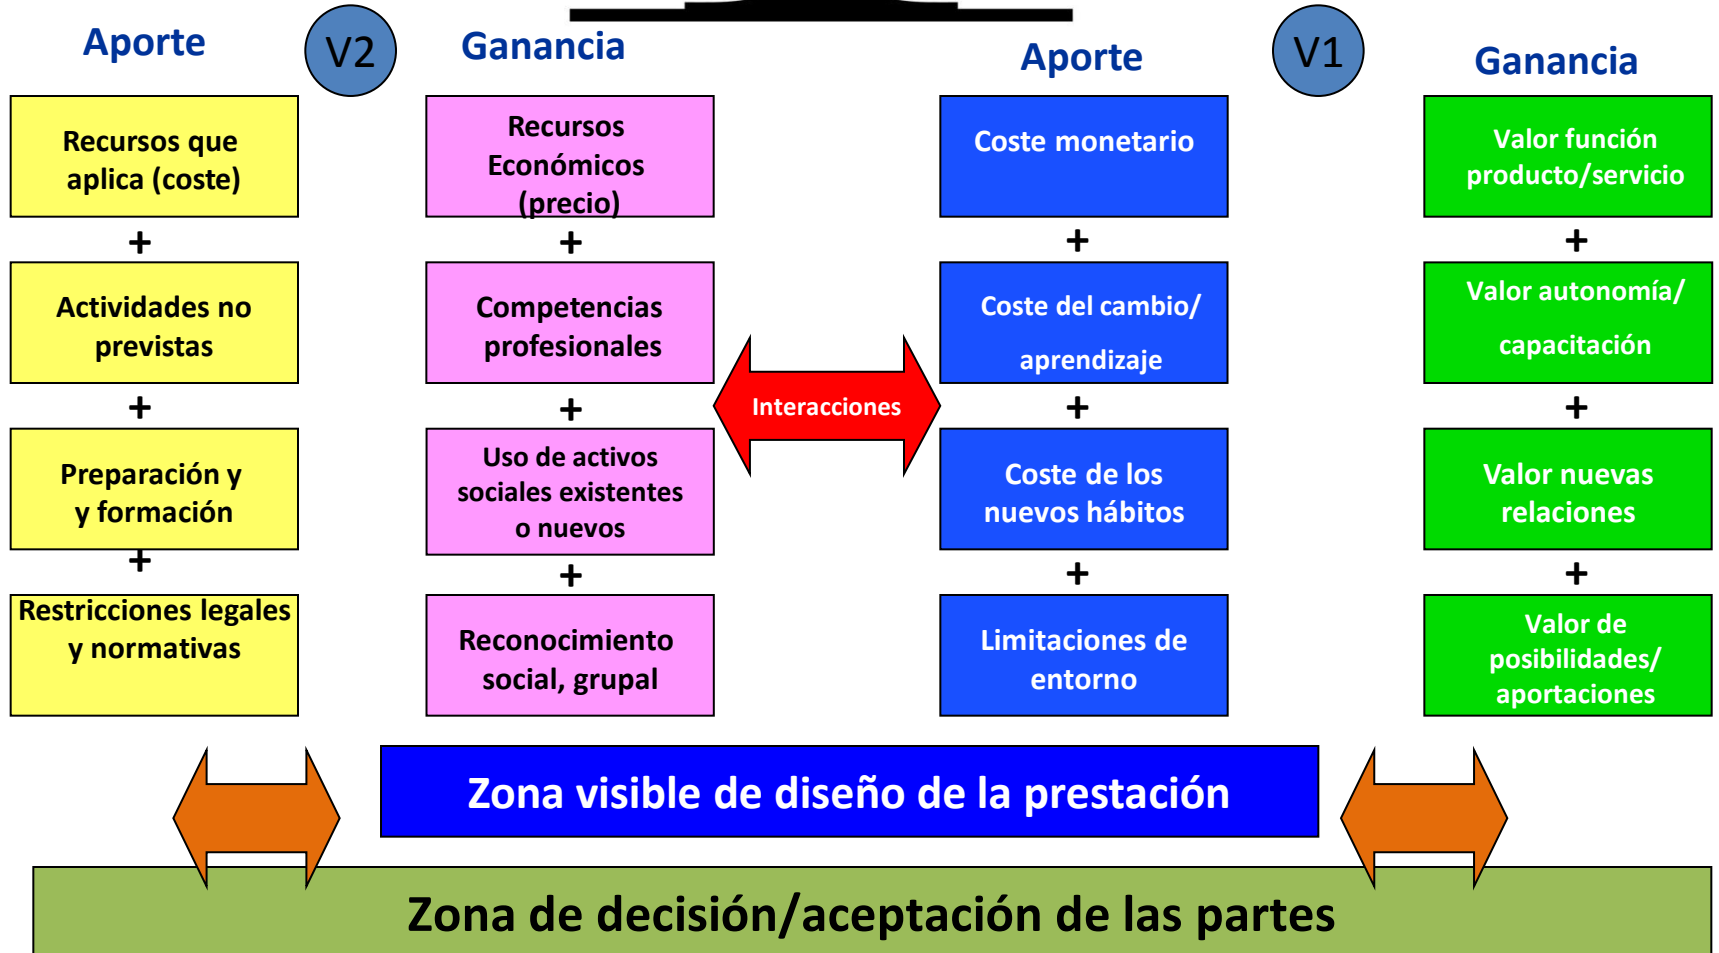 Aporte
V2
Ganancia
Aporte
V1
Ganancia
Recursos que
aplica (coste)
+
Actividades no
previstas
+
Preparación y
y formación
+
Restricciones legales
y normativas
Recursos
Económicos
(precio)
+
Competencias
profesionales
+
Uso de activos
sociales existentes
o nuevos
+
Reconocimiento
social, grupal
Interacciones
Coste monetario
+
Coste del cambio/
aprendizaje
+
Coste de los
nuevos hábitos
+
Limitaciones de
entorno
Valor función
producto/servicio
+
Valor autonomía/
capacitación
+
Valor nuevas
relaciones
+
Valor de
posibilidades/
aportaciones
Zona visible de diseño de la prestación
Zona de decisión/aceptación de las partes